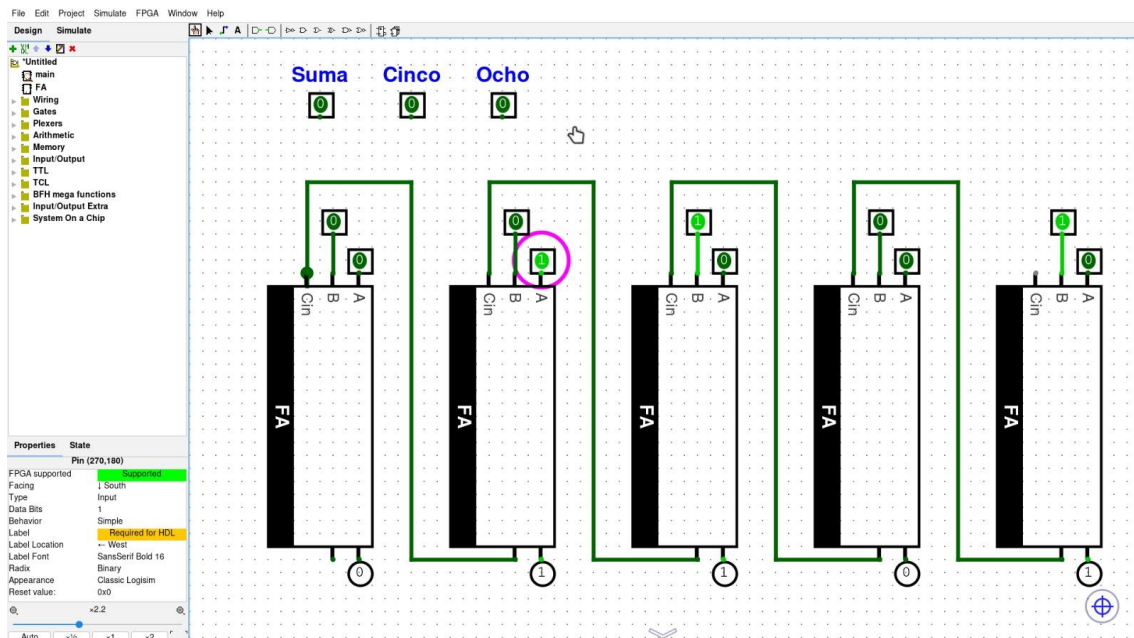 File Edit Project Simulate FPGA Window Help
Design Simulate
*Untitled
main
FA
Wiring
Gates
Plexers
Arithmetic
Memory
Input/Output
TTL
TCL
BFH mega functions
Input/Output Extra
System On a Chip
Properties State
Pin (270,180)
FPGA supported Supported
Facing ↓ South
Type Input
Data Bits 1
Behavior Simple
Label Required for HDL
Label Location ← West
Label Font SansSerif Bold 16
Radix Binary
Appearance Classic Logisim
Reset value: 0x0
×2.2
Auto ×½ ×1 ×2
A
Suma Cinco Ocho
0 0 0
0 0 1 0 1
0 1 0 0 0
Cin B A Cin B A Cin B A Cin B A Cin B A
FA FA FA FA FA
0 1 1 0 1